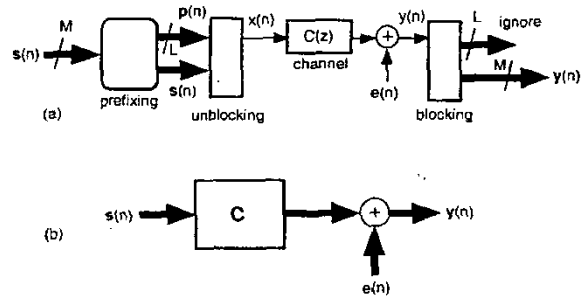 M p(n) L x(n) C(z) y(n) L ignore
s(n) s(n) channel + e(n) M y(n)
prefixing unblocking blocking
(a)
s(n) C + y(n)
(b)
e(n)